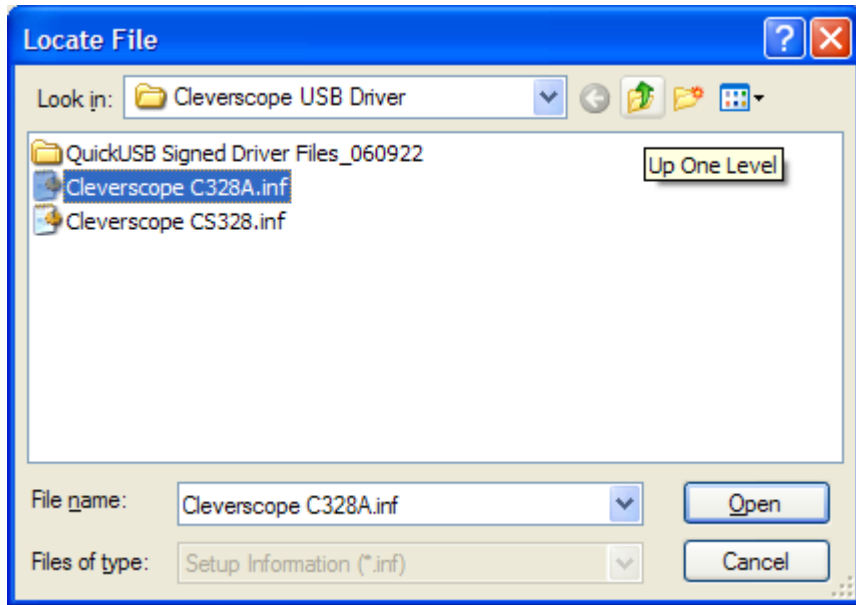 Locate File
Look in: Cleverscope USB Driver
QuickUSB Signed Driver Files_060922
Up One Level
Cleverscope C328A.inf
Cleverscope CS328.inf
File name: Cleverscope C328A.inf Open
Files of type: Setup Information (*.inf) Cancel